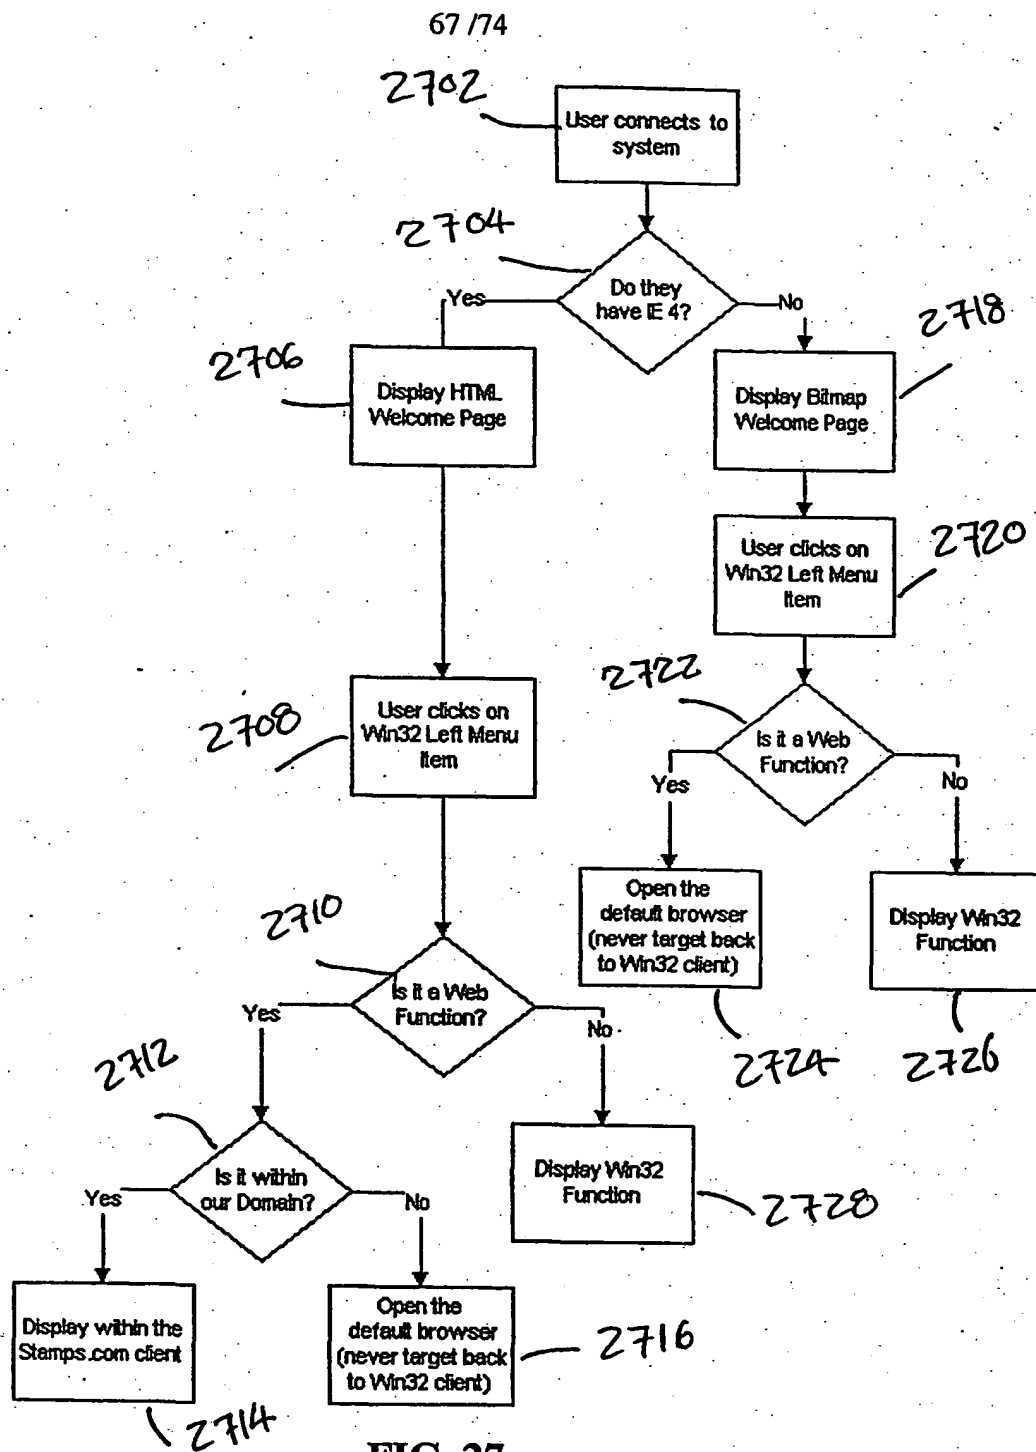 67/74
2702
User connects to
system
2704
Do they
have IE 4?
Yes
No
2706
Display HTML
Welcome Page
2718
Display Bitmap
Welcome Page
2720
User clicks on
Win32 Left Menu
Item
2722
Is it a Web
Function?
Yes
No
2708
User clicks on
Win32 Left Menu
Item
Open the
default browser
(never target back
to Win32 client)
2724
Display Win32
Function
2726
2710
Is it a Web
Function?
Yes
No
2712
Is it within
our Domain?
Yes
No
Display Win32
Function
2728
Display within the
Stamps.com client
2714
Open the
default browser
(never target back
to Win32 client)
2716
FIG. 27